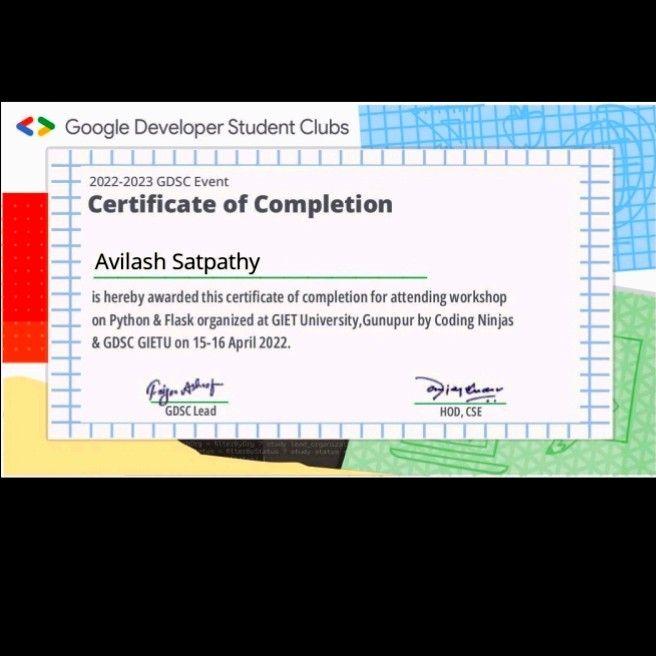 Google Developer Student Clubs
2022-2023 GDSC Event
Certificate of Completion
Avilash Satpathy
is hereby awarded this certificate of completion for attending workshop
on Python & Flask organized at GIET University,Gunupur by Coding Ninjas
& GDSC GIETU on 15-16 April 2022.
GDSC Lead
HOD, CSE